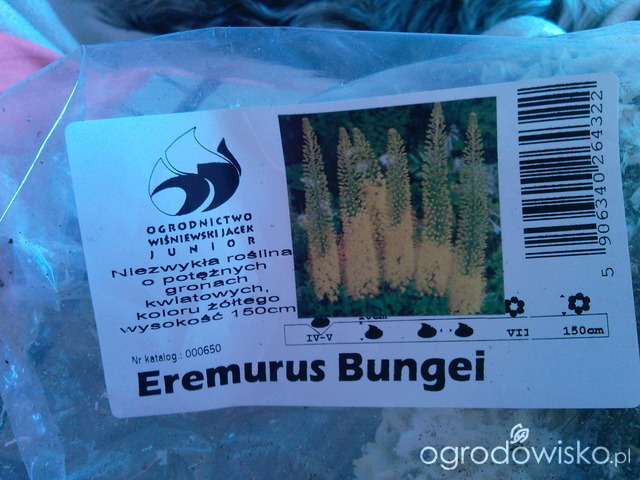 OGRODNICTWO
WIŚNIEWSKI JACEK
JUNIOR
Niezwykła roślina
o potężnych
gronach
kwiatowych,
koloru żółtego
wysokość 150cm
Nr katalog.: 000650
IV-V
VII
150cm
Eremurus Bungei
5 906340 264322
ogrodowisko.pl